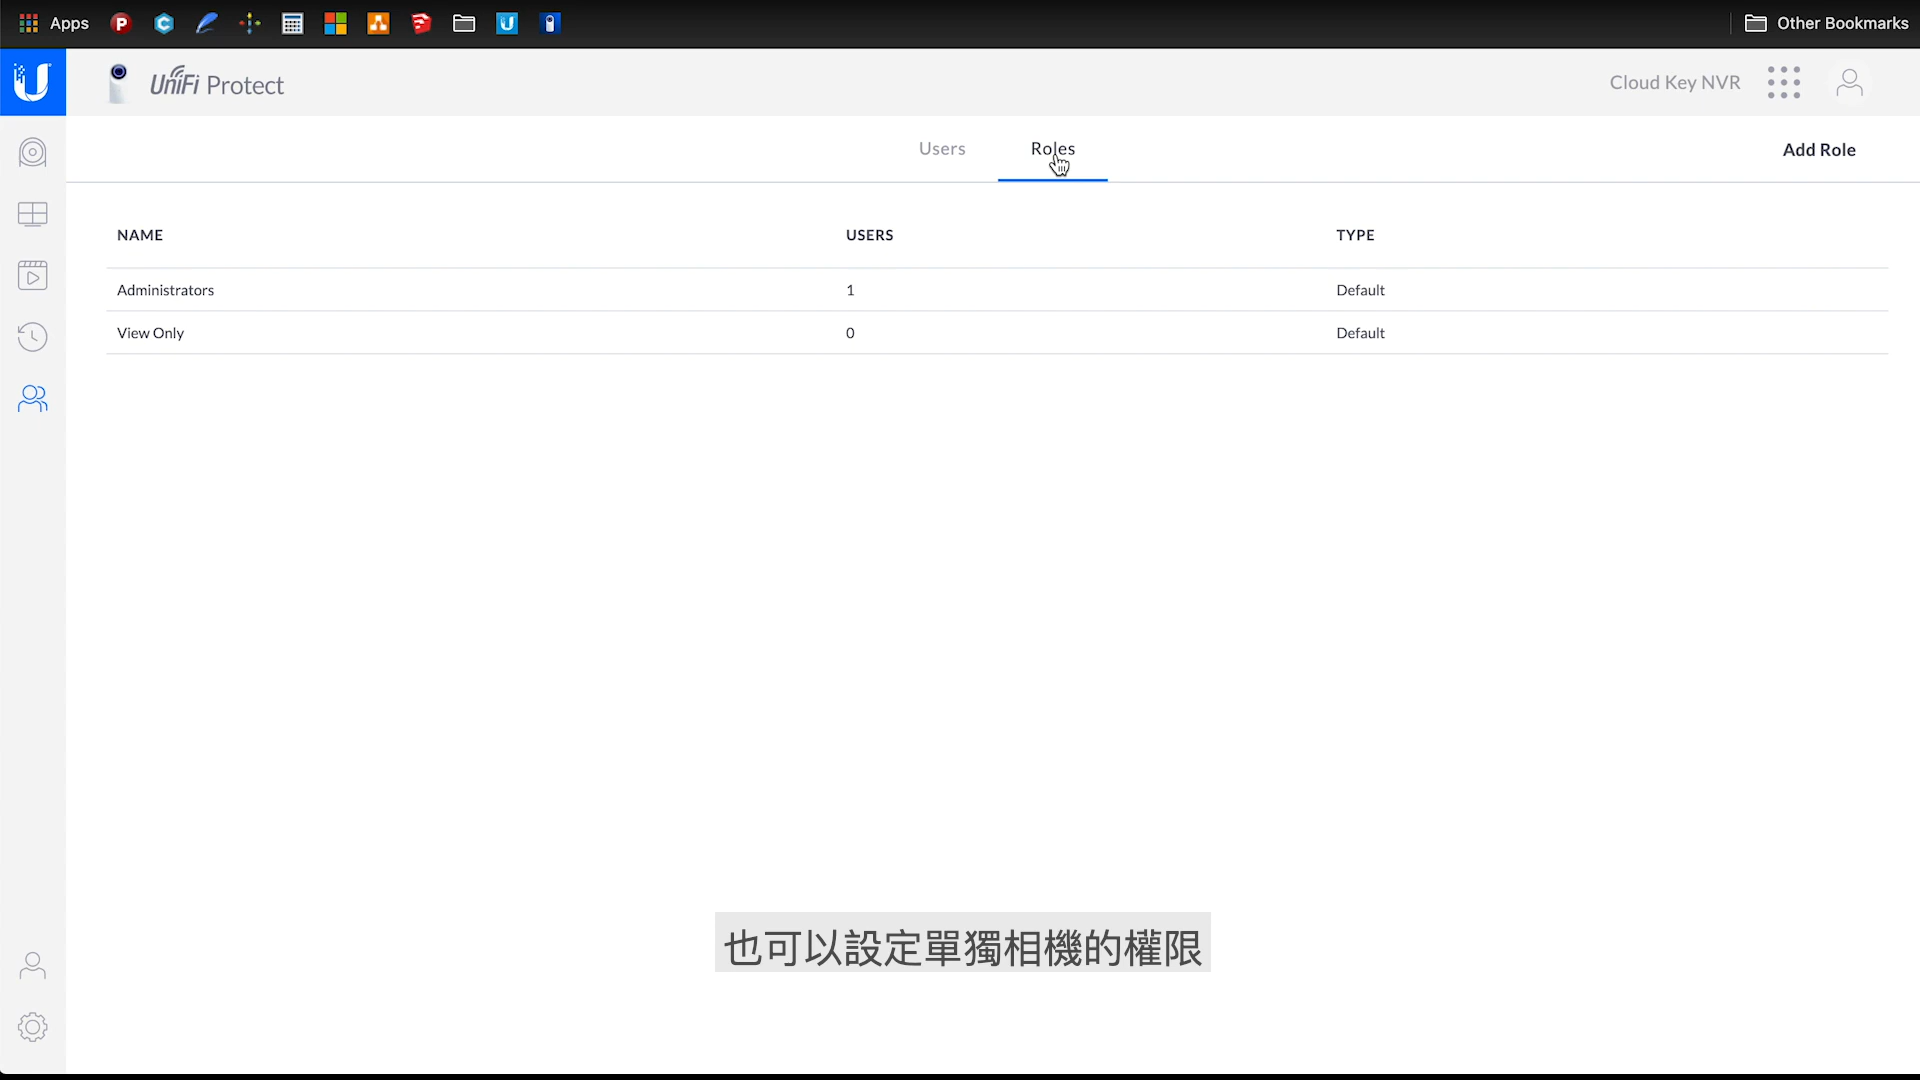 Apps
Other Bookmarks
UniFi Protect
Cloud Key NVR
Users
Roles
Add Role
NAME USERS TYPE
Administrators 1 Default
View Only 0 Default
也可以設定單獨相機的權限